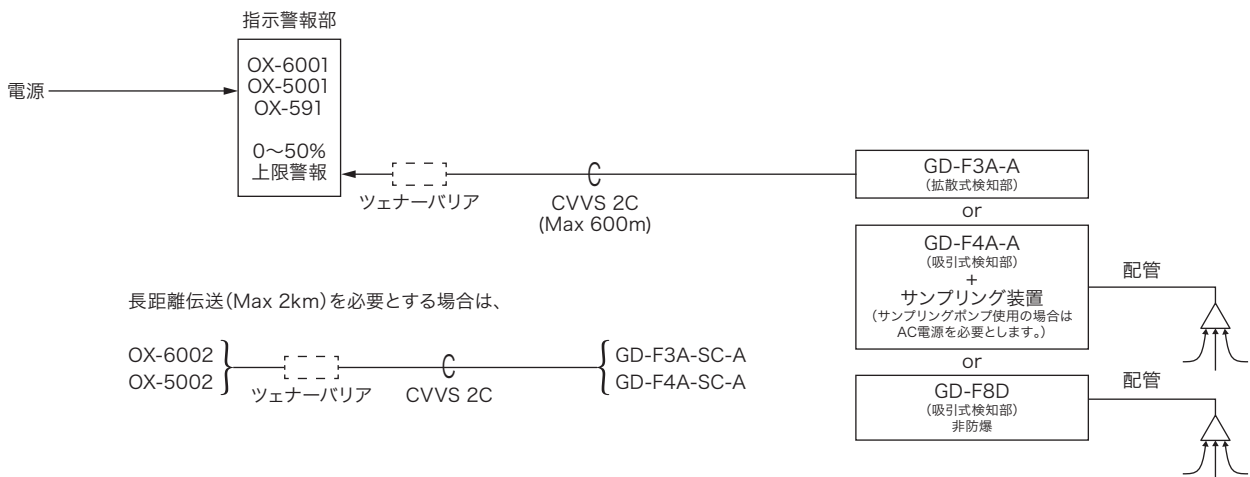 指示警報部
電源
OX-6001
OX-5001
OX-591
0〜50%
上限警報
ツェナーバリア
CVVS 2C
(Max 600m)
GD-F3A-A
(拡散式検知部)
or
GD-F4A-A
(吸引式検知部)
+
サンプリング装置
(サンプリングポンプ使用の場合は
AC電源を必要とします。)
配管
or
GD-F8D
(吸引式検知部)
非防爆
配管
長距離伝送(Max 2km)を必要とする場合は、
OX-6002
OX-5002
ツェナーバリア
CVVS 2C
GD-F3A-SC-A
GD-F4A-SC-A